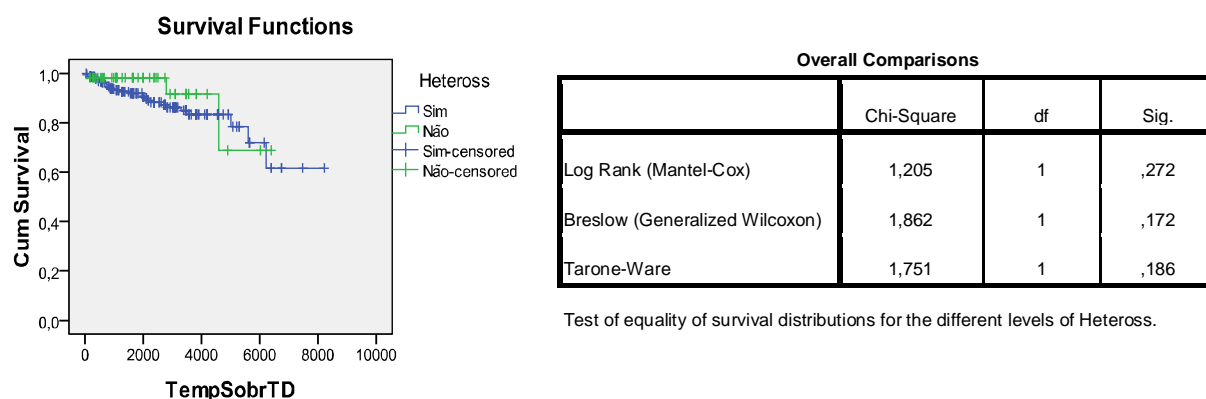 Survival Functions
1,0
0,8
0,6
0,4
0,2
0,0
Cum Survival
0 2000 4000 6000 8000 10000
TempSobrTD
Heteross
Sim
Não
Sim-censored
Não-censored
Overall Comparisons
Chi-Square df Sig.
Log Rank (Mantel-Cox) 1,205 1 ,272
Breslow (Generalized Wilcoxon) 1,862 1 ,172
Tarone-Ware 1,751 1 ,186
Test of equality of survival distributions for the different levels of Heteross.